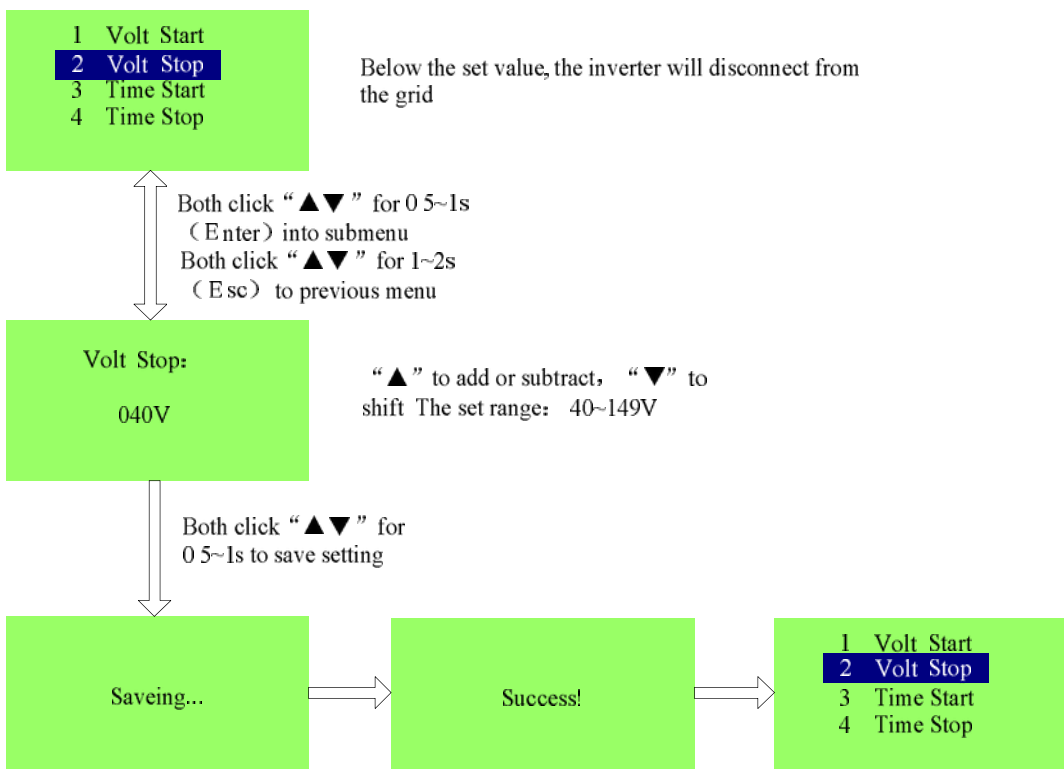 1 Volt Start
2 Volt Stop
3 Time Start
4 Time Stop
Below the set value, the inverter will disconnect from
the grid
Both click “▲▼ ” for 0 5~1s
（Enter）into submenu
Both click “▲▼ ” for 1~2s
（Esc） to previous menu
Volt Stop：
040V
“▲” to add or subtract， “▼” to
shift The set range： 40~149V
Both click “▲▼ ” for
0 5~1s to save setting
Saveing...
Success!
1 Volt Start
2 Volt Stop
3 Time Start
4 Time Stop